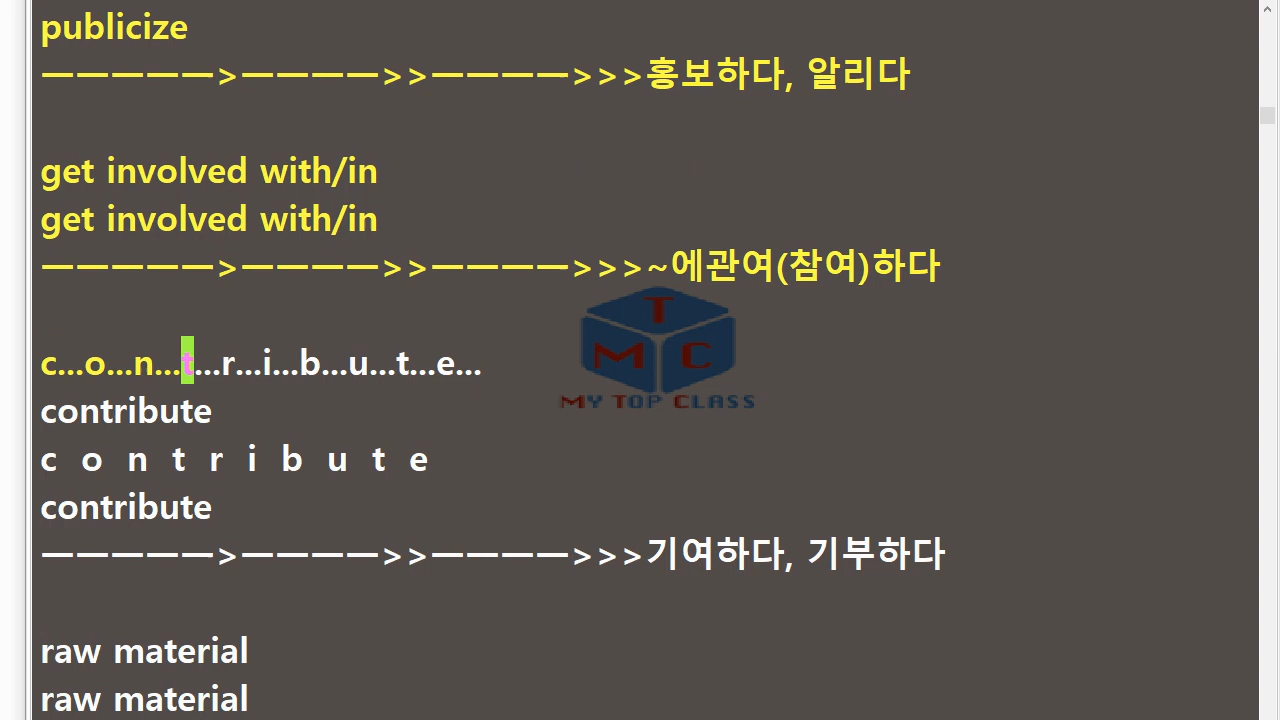 publicize
ㅡㅡㅡㅡㅡ>ㅡㅡㅡㅡ>>ㅡㅡㅡㅡ>>>홍보하다, 알리다
get involved with/in
get involved with/in
ㅡㅡㅡㅡㅡ>ㅡㅡㅡㅡ>>ㅡㅡㅡㅡ>>>~에관여(참여)하다
T
M C
MY TOP CLASS
c...o...n...t...r...i...b...u...t...e...
contribute
c o n t r i b u t e
contribute
ㅡㅡㅡㅡㅡ>ㅡㅡㅡㅡ>>ㅡㅡㅡㅡ>>>기여하다, 기부하다
raw material
raw material